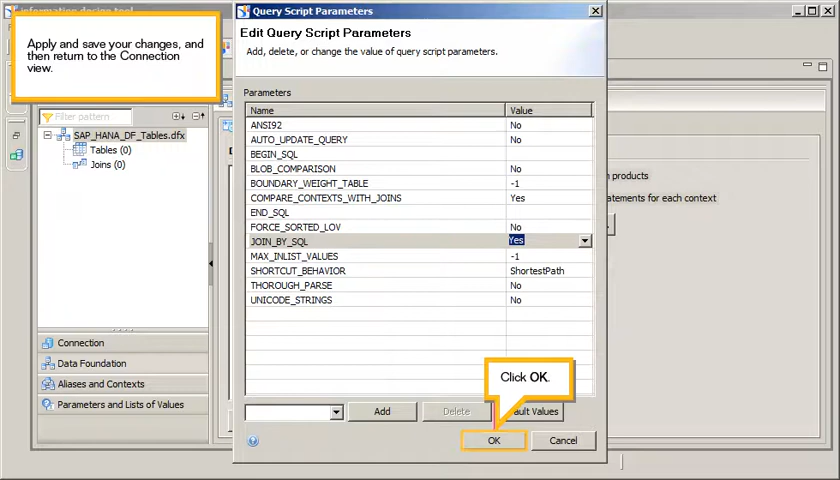 information design tool
Query Script Parameters
Apply and save your changes, and
then return to the Connection
view.
Edit Query Script Parameters
Add, delete, or change the value of query script parameters.
Parameters
Name Value
ANSI92 No
AUTO_UPDATE_QUERY No
BEGIN_SQL
BLOB_COMPARISON No
BOUNDARY_WEIGHT_TABLE -1
COMPARE_CONTEXTS_WITH_JOINS Yes
END_SQL
FORCE_SORTED_LOV No
JOIN_BY_SQL Yes
MAX_INLIST_VALUES -1
SHORTCUT_BEHAVIOR ShortestPath
THOROUGH_PARSE No
UNICODE_STRINGS No
Filter pattern
SAP_HANA_DF_Tables.dfx
Tables (0)
Joins (0)
products
for each context
Connection
Data Foundation
Aliases and Contexts
Parameters and Lists of Values
Click OK.
Add
Delete
Values
OK
Cancel